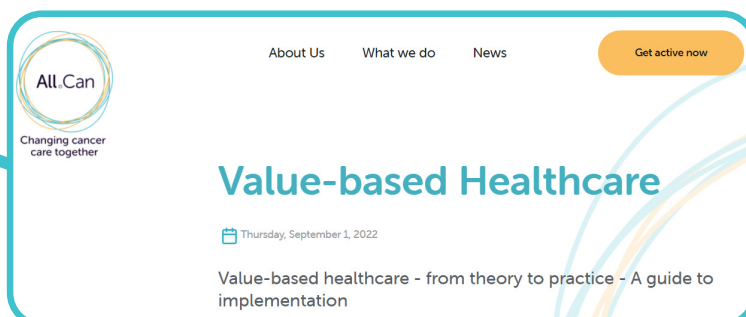 About Us What we do News Get active now
All.Can
Changing cancer
care together
Value-based Healthcare
Thursday, September 1, 2022
Value-based healthcare - from theory to practice - A guide to
implementation